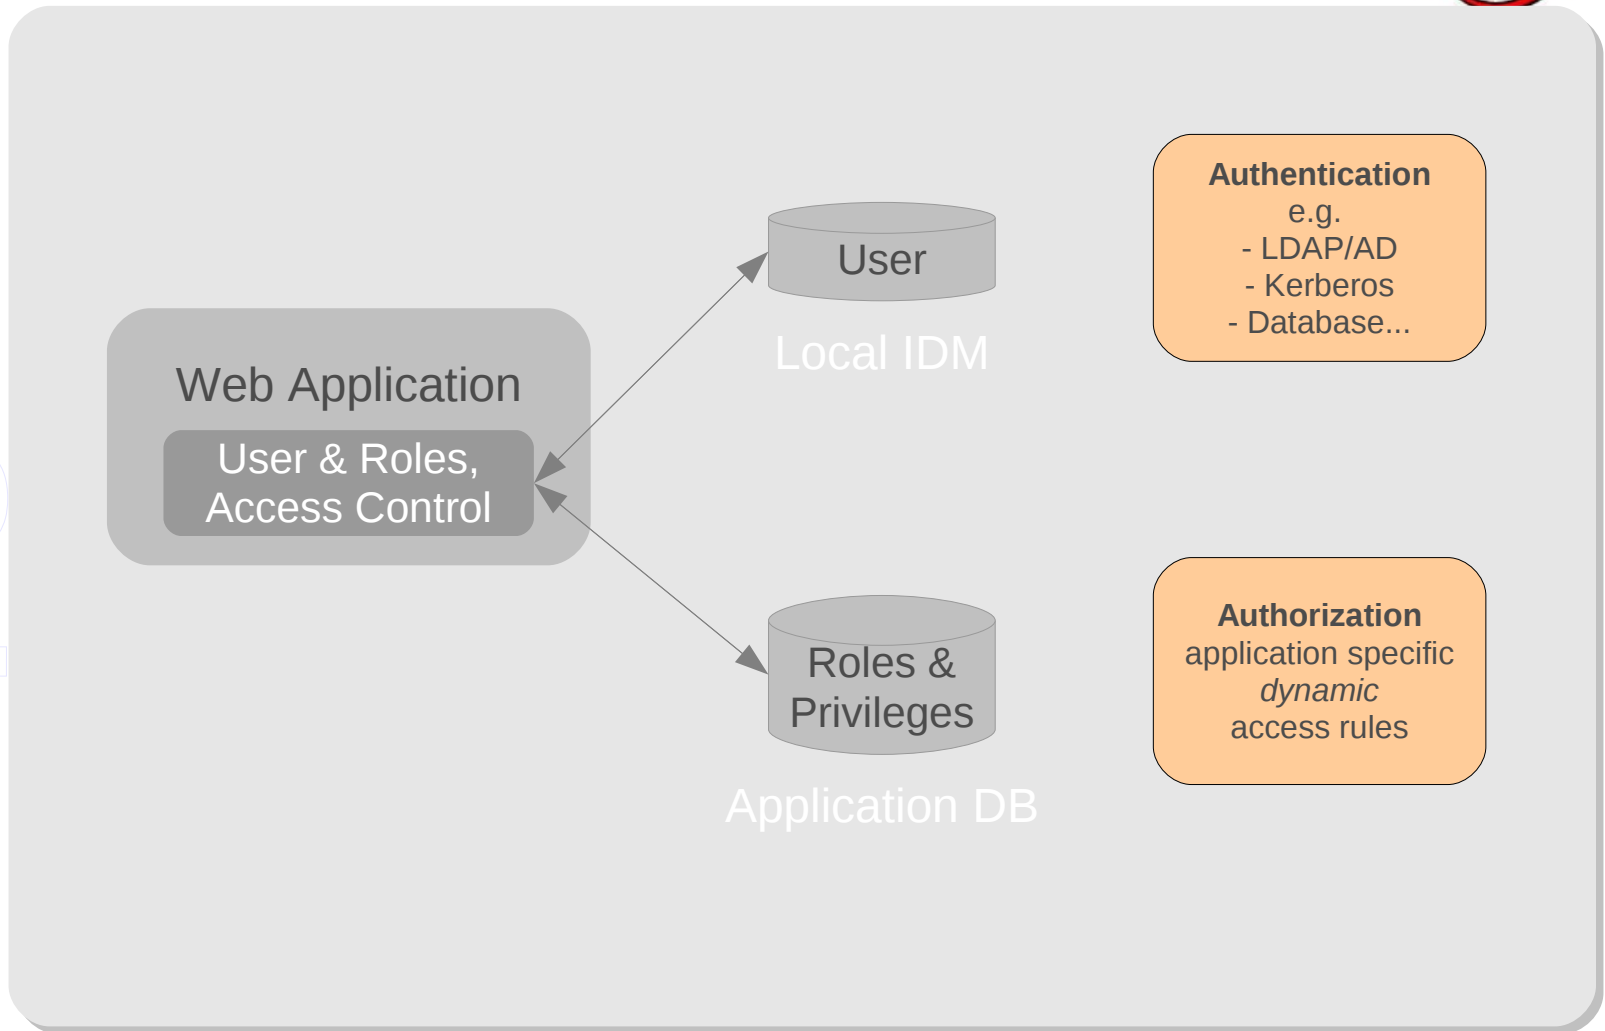 Web Application
User & Roles,
Access Control
User
Local IDM
Roles &
Privileges
Application DB
Authentication
e.g.
- LDAP/AD
- Kerberos
- Database...
Authorization
application specific
dynamic
access rules